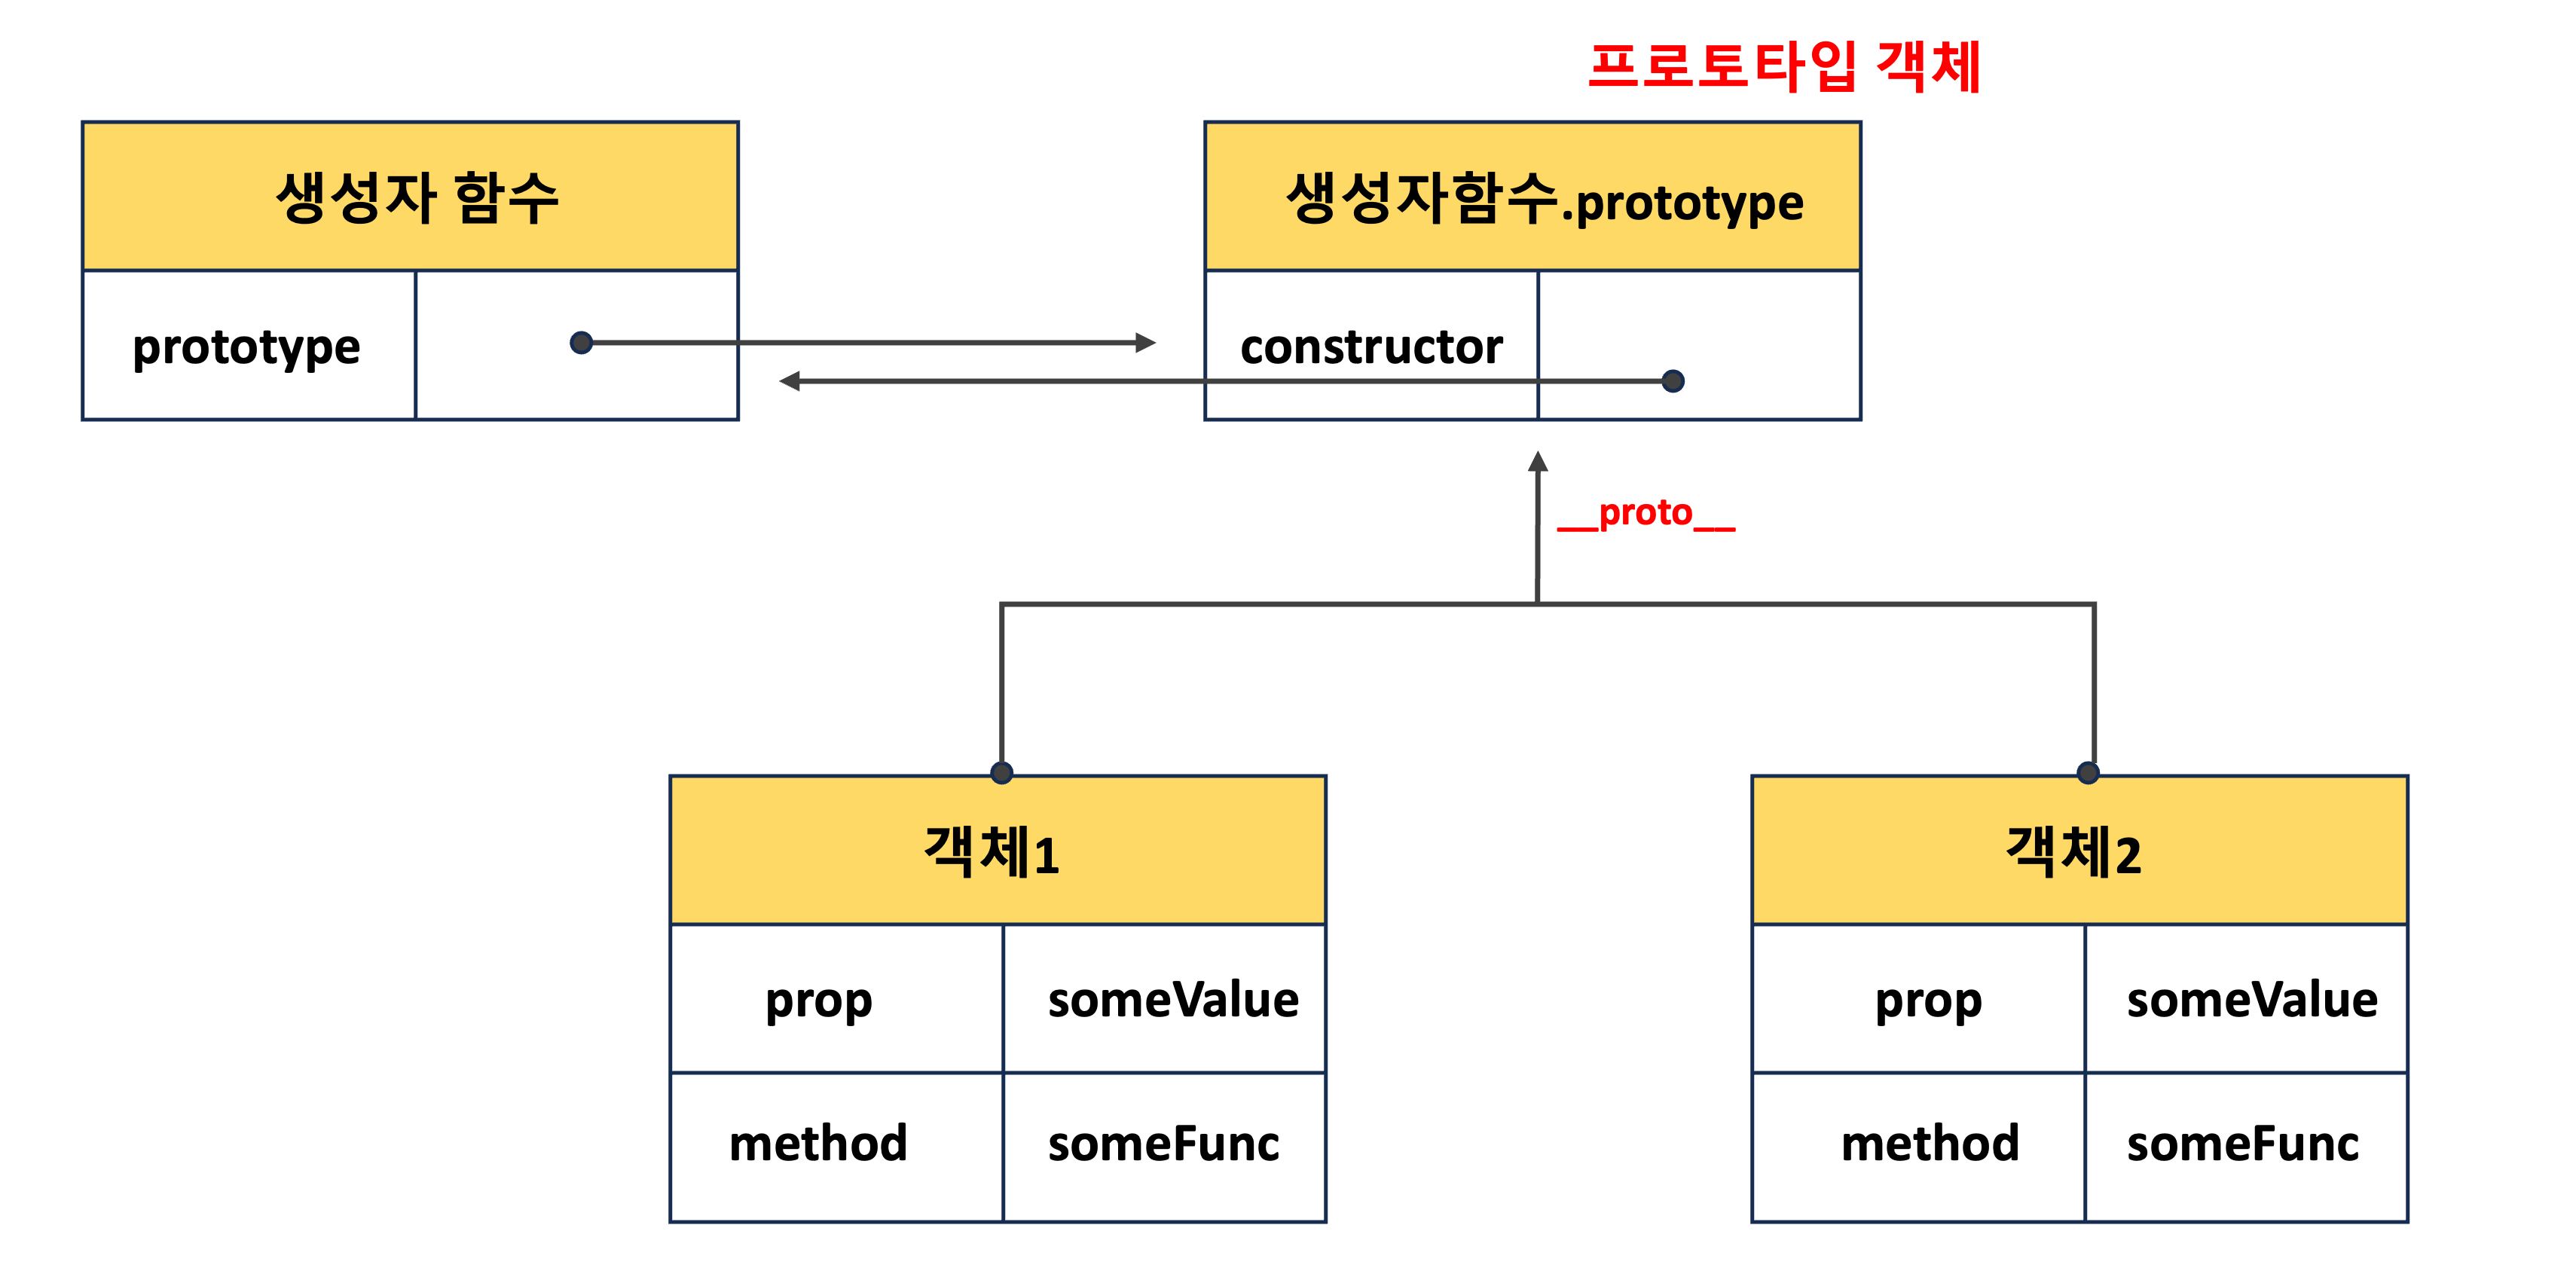 프로토타입 객체
생성자 함수
prototype
생성자함수.prototype
constructor
__proto__
객체1
prop
someValue
method
someFunc
객체2
prop
someValue
method
someFunc